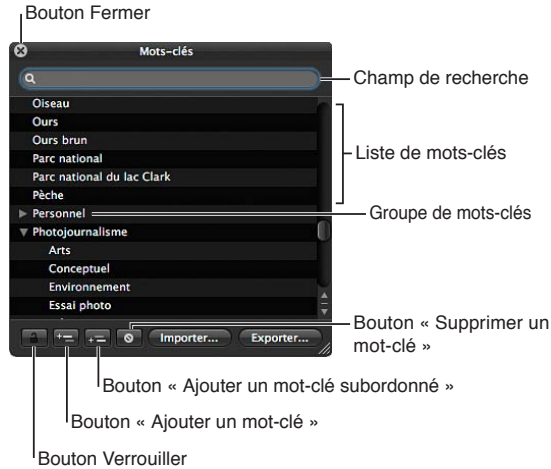 Bouton Fermer
Mots-clés
Champ de recherche
Oiseau
Ours
Ours brun
Parc national
Parc national du lac Clark
Pèche
Liste de mots-clés
Personnel
Groupe de mots-clés
Photojournalisme
Arts
Conceptuel
Environnement
Essai photo
Importer...
Exporter...
Bouton « Supprimer un
mot-clé »
Bouton « Ajouter un mot-clé subordonné »
Bouton « Ajouter un mot-clé »
Bouton Verrouiller